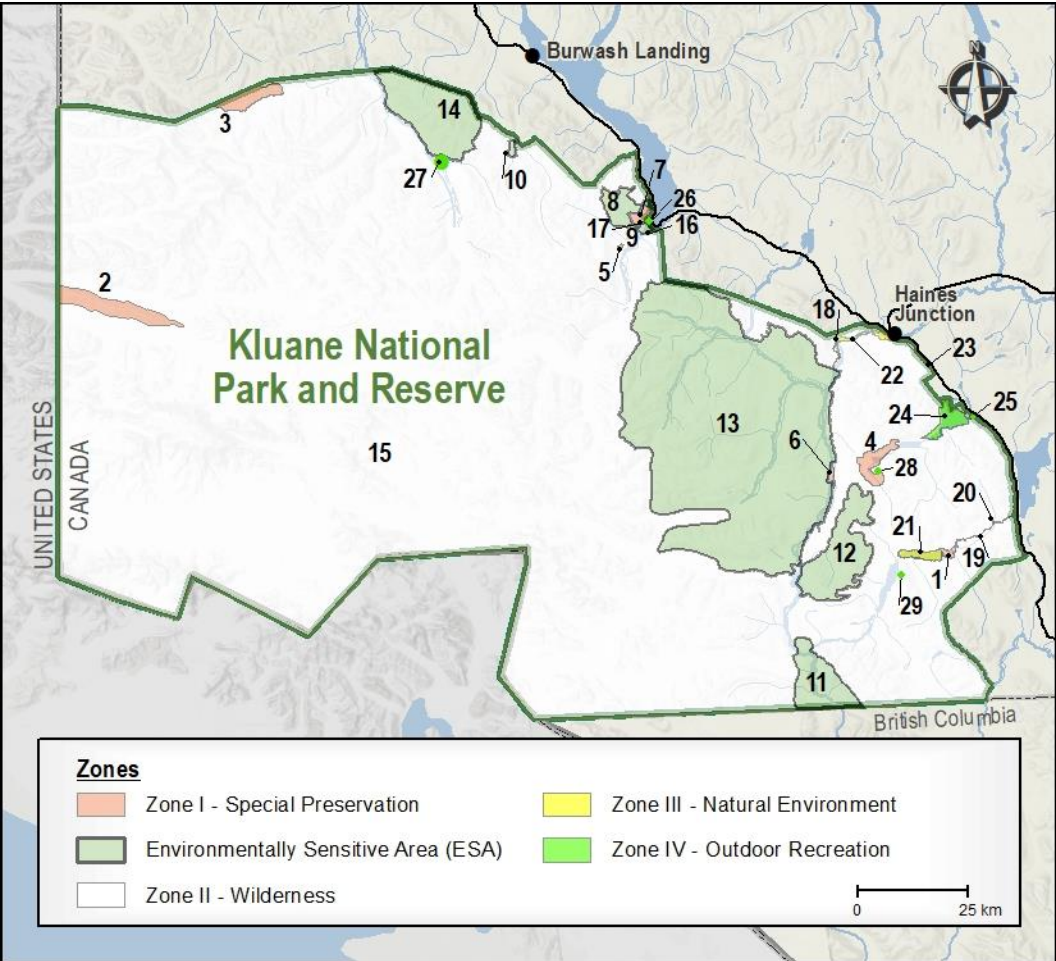 N
Burwash Landing
14
3
27
10
7
8
26
17
9
16
5
2
Haines
Junction
18
Kluane National
Park and Reserve
22
23
25
24
13
4
6
15
28
UNITED STATES
CANADA
20
21
12
19
1
29
11
British Columbia
Zones
Zone I - Special Preservation
Zone III - Natural Environment
Environmentally Sensitive Area (ESA)
Zone IV - Outdoor Recreation
Zone II - Wilderness
0 25 km